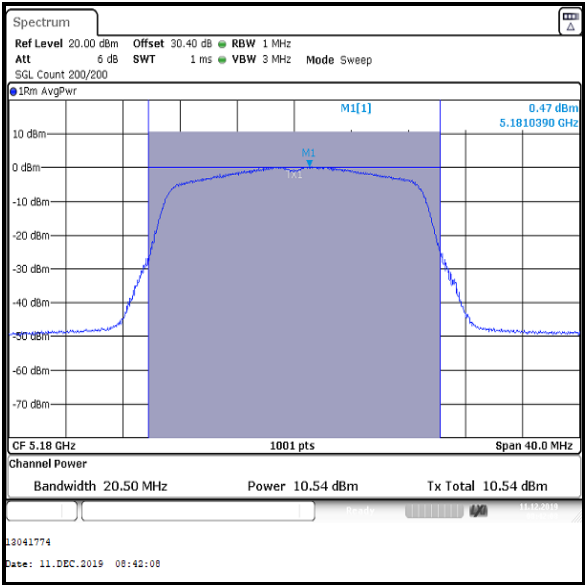 Spectrum
Ref Level 20.00 dBm Offset 30.40 dB RBW 1 MHz
Att 6 dB SWT 1 ms VBW 3 MHz Mode Sweep
SGL Count 200/200
1Rm AvgPwr
M1[1] 0.47 dBm
5.1810390 GHz
10 dBm
M1
0 dBm
TX1
-10 dBm
-20 dBm
-30 dBm
-40 dBm
-50 dBm
-60 dBm
-70 dBm
CF 5.18 GHz 1001 pts Span 40.0 MHz
Channel Power
Bandwidth 20.50 MHz Power 10.54 dBm Tx Total 10.54 dBm
Ready 11.12.2019
13041774
Date: 11.DEC.2019 08:42:08